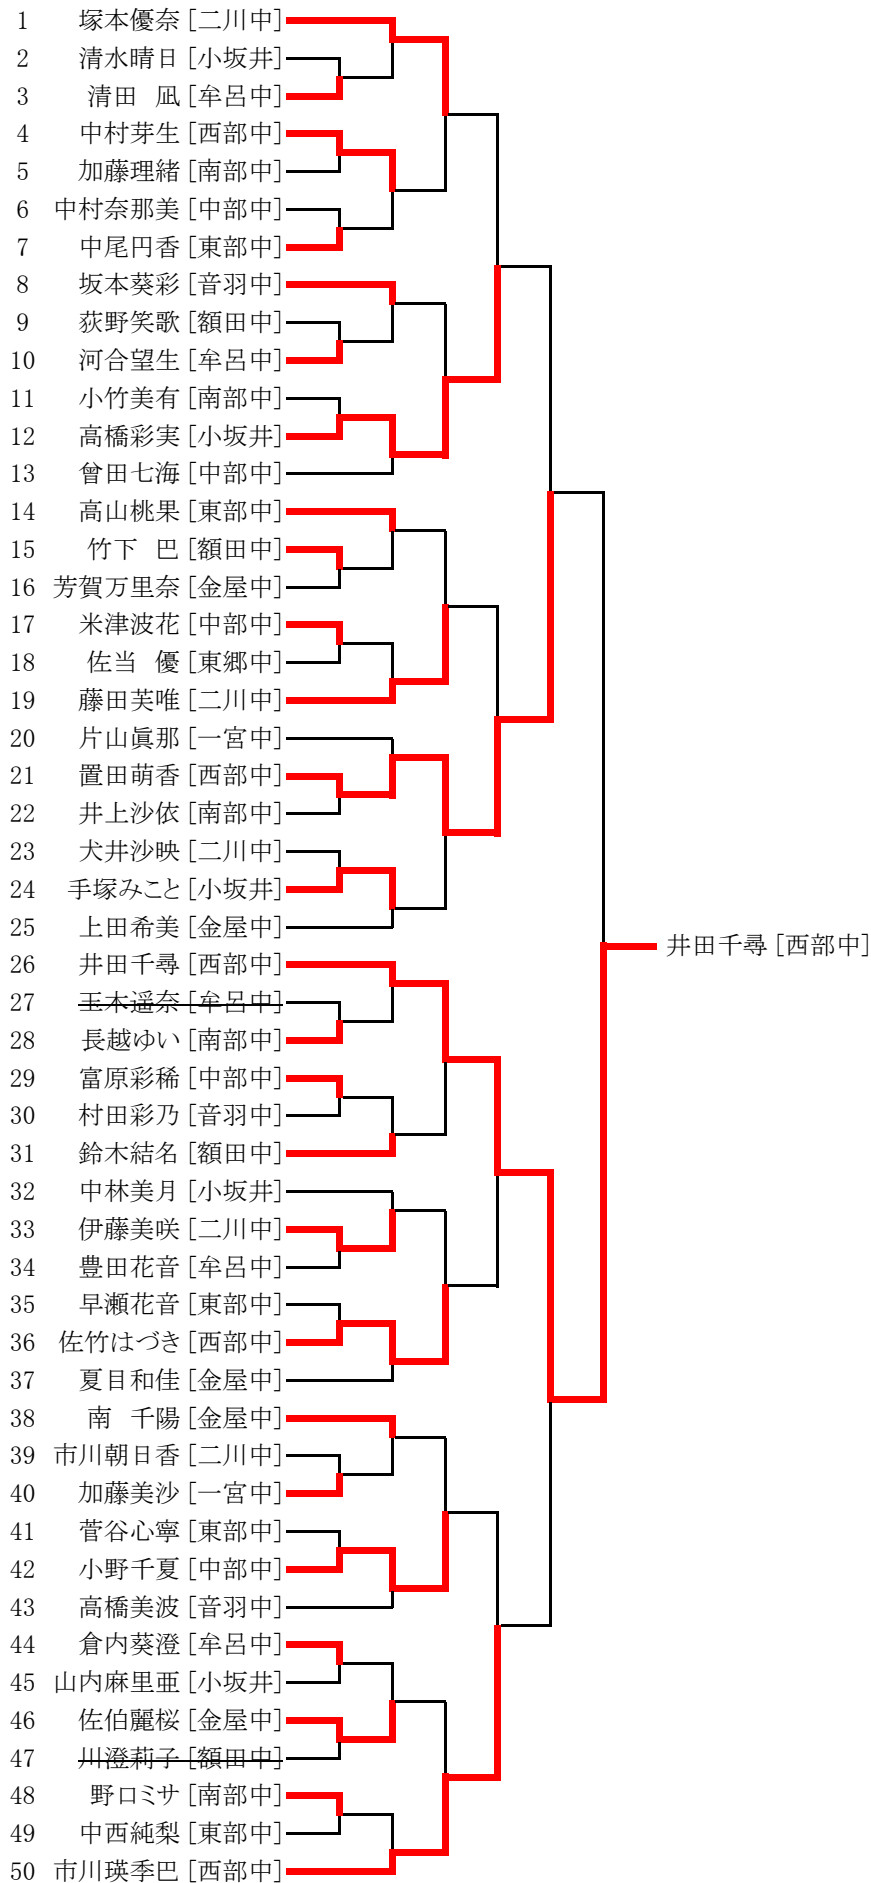 1 塚本優奈 [二川中]
2 清水晴日 [小坂井]
3 清田　凪 [牟呂中]
4 中村芽生 [西部中]
5 加藤理緒 [南部中]
6 中村奈那美 [中部中]
7 中尾円香 [東部中]
8 坂本葵彩 [音羽中]
9 荻野笑歌 [額田中]
10 河合望生 [牟呂中]
11 小竹美有 [南部中]
12 高橋彩実 [小坂井]
13 曾田七海 [中部中]
14 高山桃果 [東部中]
15 竹下　巴 [額田中]
16 芳賀万里奈 [金屋中]
17 米津波花 [中部中]
18 佐当　優 [東郷中]
19 藤田芙唯 [二川中]
20 片山眞那 [一宮中]
21 置田萌香 [西部中]
22 井上沙依 [南部中]
23 犬井沙映 [二川中]
24 手塚みこと [小坂井]
25 上田希美 [金屋中]
井田千尋 [西部中]
26 井田千尋 [西部中]
27 玉木遥奈 [牟呂中]
28 長越ゆい [南部中]
29 富原彩稀 [中部中]
30 村田彩乃 [音羽中]
31 鈴木結名 [額田中]
32 中林美月 [小坂井]
33 伊藤美咲 [二川中]
34 豊田花音 [牟呂中]
35 早瀬花音 [東部中]
36 佐竹はづき [西部中]
37 夏目和佳 [金屋中]
38 南　千陽 [金屋中]
39 市川朝日香 [二川中]
40 加藤美沙 [一宮中]
41 菅谷心寧 [東部中]
42 小野千夏 [中部中]
43 高橋美波 [音羽中]
44 倉内葵澄 [牟呂中]
45 山内麻里亜 [小坂井]
46 佐伯麗桜 [金屋中]
47 川澄莉子 [額田中]
48 野口ミサ [南部中]
49 中西純梨 [東部中]
50 市川瑛季巴 [西部中]